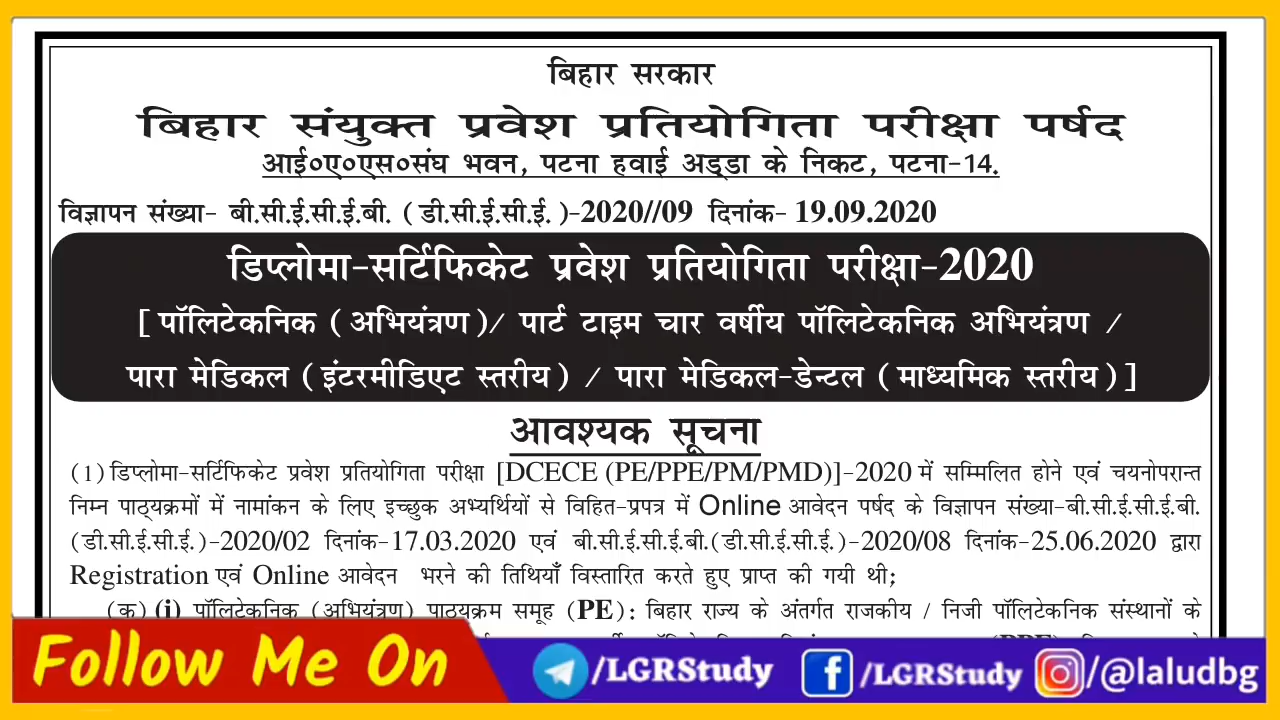 बिहार सरकार
बिहार संयुक्त प्रवेश प्रतियोगिता परीक्षा पर्षद
आई०ए०एस०संघ भवन, पटना हवाई अड्डा के निकट, पटना-14.
विज्ञापन संख्या- बी.सी.ई.सी.ई.बी. (डी.सी.ई.सी.ई.)-2020//09 दिनांक- 19.09.2020
डिप्लोमा-सर्टिफिकेट प्रवेश प्रतियोगिता परीक्षा-2020
[ पॉलिटेकनिक (अभियंत्रण)/ पार्ट टाइम चार वर्षीय पॉलिटेकनिक अभियंत्रण /
पारा मेडिकल (इंटरमीडिएट स्तरीय) / पारा मेडिकल-डेन्टल (माध्यमिक स्तरीय)]
आवश्यक सूचना
(1) डिप्लोमा-सर्टिफिकेट प्रवेश प्रतियोगिता परीक्षा [DCECE (PE/PPE/PM/PMD)]-2020 में सम्मिलित होने एवं चयनोपरान्त
निम्न पाठ्यक्रमों में नामांकन के लिए इच्छुक अभ्यर्थियों से विहित-प्रपत्र में Online आवेदन पर्षद के विज्ञापन संख्या-बी.सी.ई.सी.ई.बी.
(डी.सी.ई.सी.ई.)-2020/02 दिनांक-17.03.2020 एवं बी.सी.ई.सी.ई.बी.(डी.सी.ई.सी.ई.)-2020/08 दिनांक-25.06.2020 द्वारा
Registration एवं Online आवेदन भरने की तिथियाँ विस्तारित करते हुए प्राप्त की गयी थी;
(क) (i) पॉलिटेकनिक (अभियंत्रण) पाठ्यक्रम समूह (PE): बिहार राज्य के अंतर्गत राजकीय / निजी पॉलिटेकनिक संस्थानों के
Follow Me On
/LGRStudy
/LGRStudy
/@laludbg